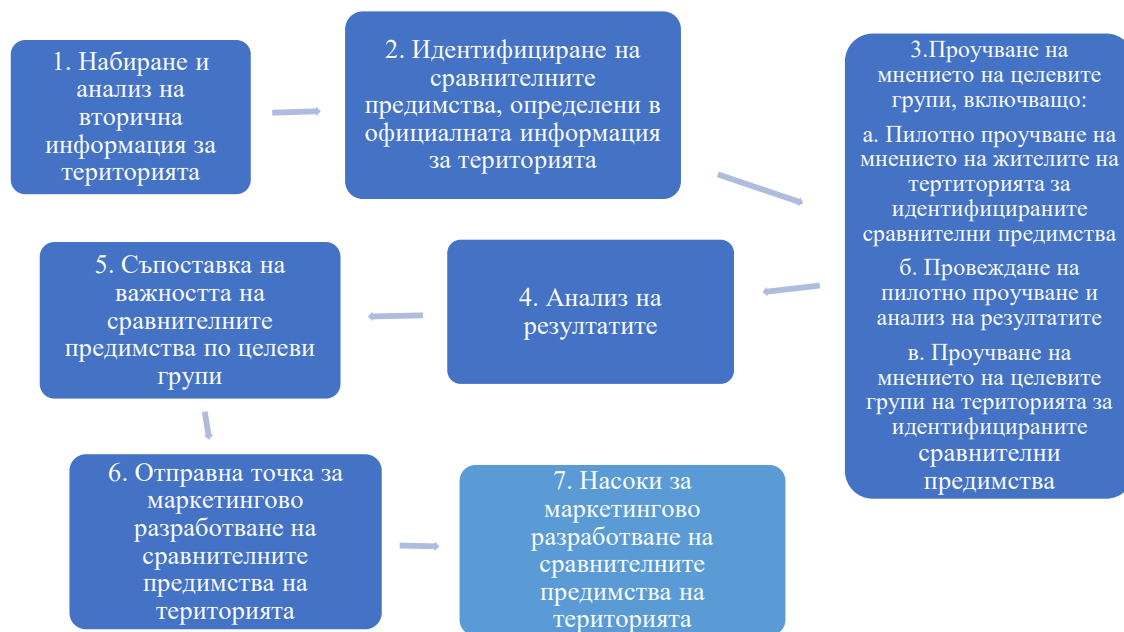 1. Набиране и
анализ на
вторична
информация за
територията
2. Идентифициране на
сравнителните
предимства, определени в
официалната информация
за територията
3.Проучване на
мнението на целевите
групи, включващо:
а. Пилотно проучване на
мнението на жителите на
тертиторията за
идентифицираните
сравнителни предимства
б. Провеждане на
пилотно проучване и
анализ на резултатите
в. Проучване на
мнението на целевите
групи на територията за
идентифицираните
сравнителни
предимства
4. Анализ на
резултатите
5. Съпоставка на
важността на
сравнителните
предимства по целеви
групи
6. Отправна точка за
маркетингово
разработване на
сравнителните
предимства на
територията
7. Насоки за
маркетингово
разработване на
сравнителните
предимства на
територията